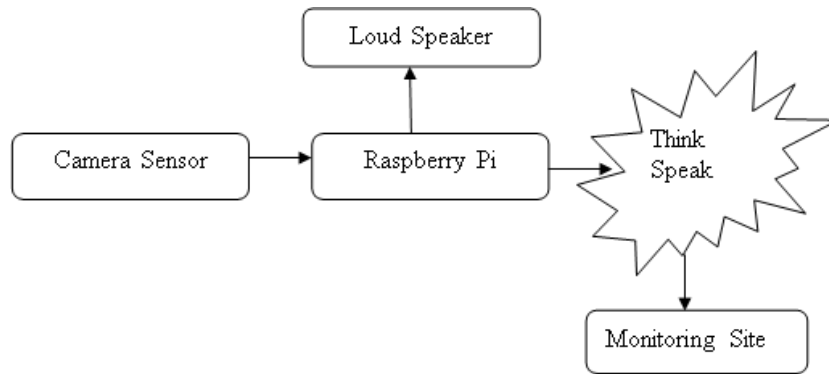 Loud Speaker
Camera Sensor
Raspberry Pi
Think
Speak
Monitoring Site